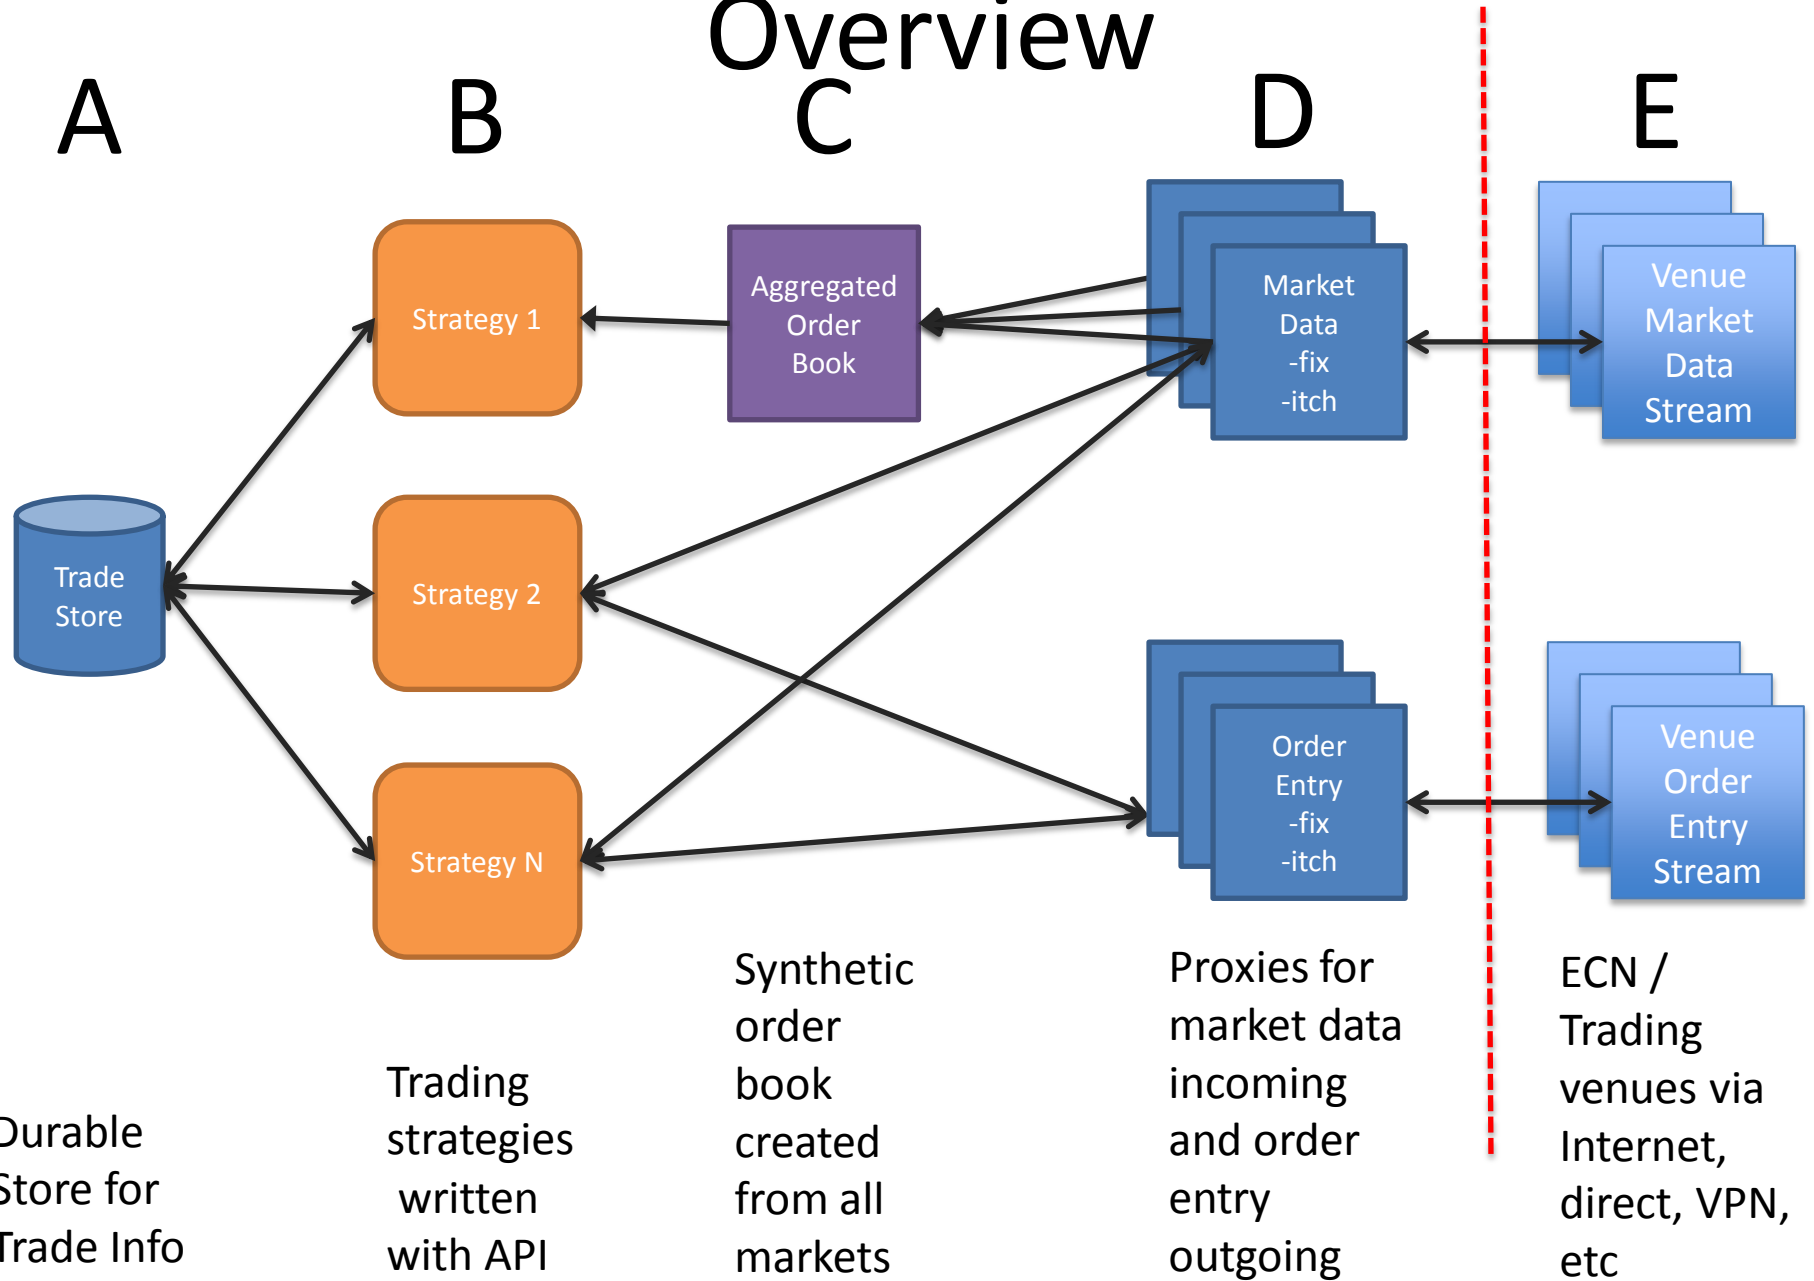 Overview
A
B
C
D
E
Strategy 1
Aggregated
Order
Book
Market
Data
-fix
-itch
Venue
Market
Data
Stream
Trade
Store
Strategy 2
Strategy N
Order
Entry
-fix
-itch
Venue
Order
Entry
Stream
Durable
Store for
Trade Info
Trading
strategies
written
with API
Synthetic
order
book
created
from all
markets
Proxies for
market data
incoming
and order
entry
outgoing
ECN /
Trading
venues via
Internet,
direct, VPN,
etc